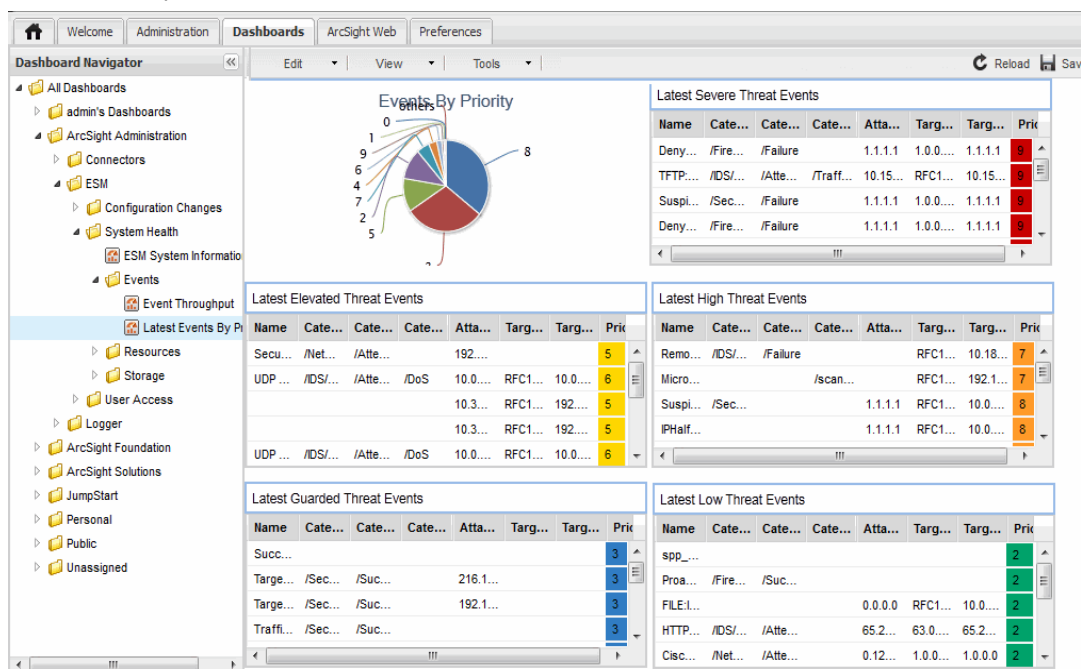 Welcome Administration Dashboards ArcSight Web Preferences
Dashboard Navigator
Edit View Tools Reload Sav
All Dashboards
admin's Dashboards
ArcSight Administration
Connectors
ESM
Configuration Changes
System Health
ESM System Informatio
Events
Event Throughput
Latest Events By Pr
Resources
Storage
User Access
Logger
ArcSight Foundation
ArcSight Solutions
JumpStart
Personal
Public
Unassigned
Events By Priority
others
0
1
9
6
4
7
2
5
8
Latest Severe Threat Events
Name Cate... Cate... Cate... Atta... Targ... Targ... Pric
Deny... /Fire... /Failure 1.1.1.1 1.0.0.... 1.1.1.1 9
TFTP:... /IDS/... /Atte... /Traff... 10.15... RFC1... 10.15... 9
Suspi... /Sec... /Failure 1.1.1.1 1.0.0.... 1.1.1.1 9
Deny... /Fire... /Failure 1.1.1.1 1.0.0.... 1.1.1.1 9
Latest Elevated Threat Events
Name Cate... Cate... Cate... Atta... Targ... Targ... Pric
Secu... /Net... /Atte... 192.... 5
UDP ... /IDS/... /Atte... /DoS 10.0.... RFC1... 10.0.... 6
10.3... RFC1... 192.... 5
10.3... RFC1... 192.... 5
UDP ... /IDS/... /Atte... /DoS 10.0.... RFC1... 10.0.... 6
Latest High Threat Events
Name Cate... Cate... Cate... Atta... Targ... Targ... Pric
Remo... /IDS/... /Failure RFC1... 10.18... 7
Micro... /scan... RFC1... 192.1... 7
Suspi... /Sec... 1.1.1.1 RFC1... 10.0.... 8
IPHalf... 1.1.1.1 RFC1... 10.0.... 8
Latest Guarded Threat Events
Name Cate... Cate... Cate... Atta... Targ... Targ... Pric
Succ... 3
Targe... /Sec... /Suc... 216.1... 3
Targe... /Sec... /Suc... 192.1... 3
Traffi... /Sec... /Suc... 3
Latest Low Threat Events
Name Cate... Cate... Cate... Atta... Targ... Targ... Pric
spp_... 2
Proa... /Fire... /Suc... 2
FILE:I... 0.0.0.0 RFC1... 10.0.... 2
HTTP... /IDS/... /Atte... 65.2... 63.0.... 65.2... 2
Cisc... /Net... /Atte... 0.12... 1.0.0... 1.0.0.0 2